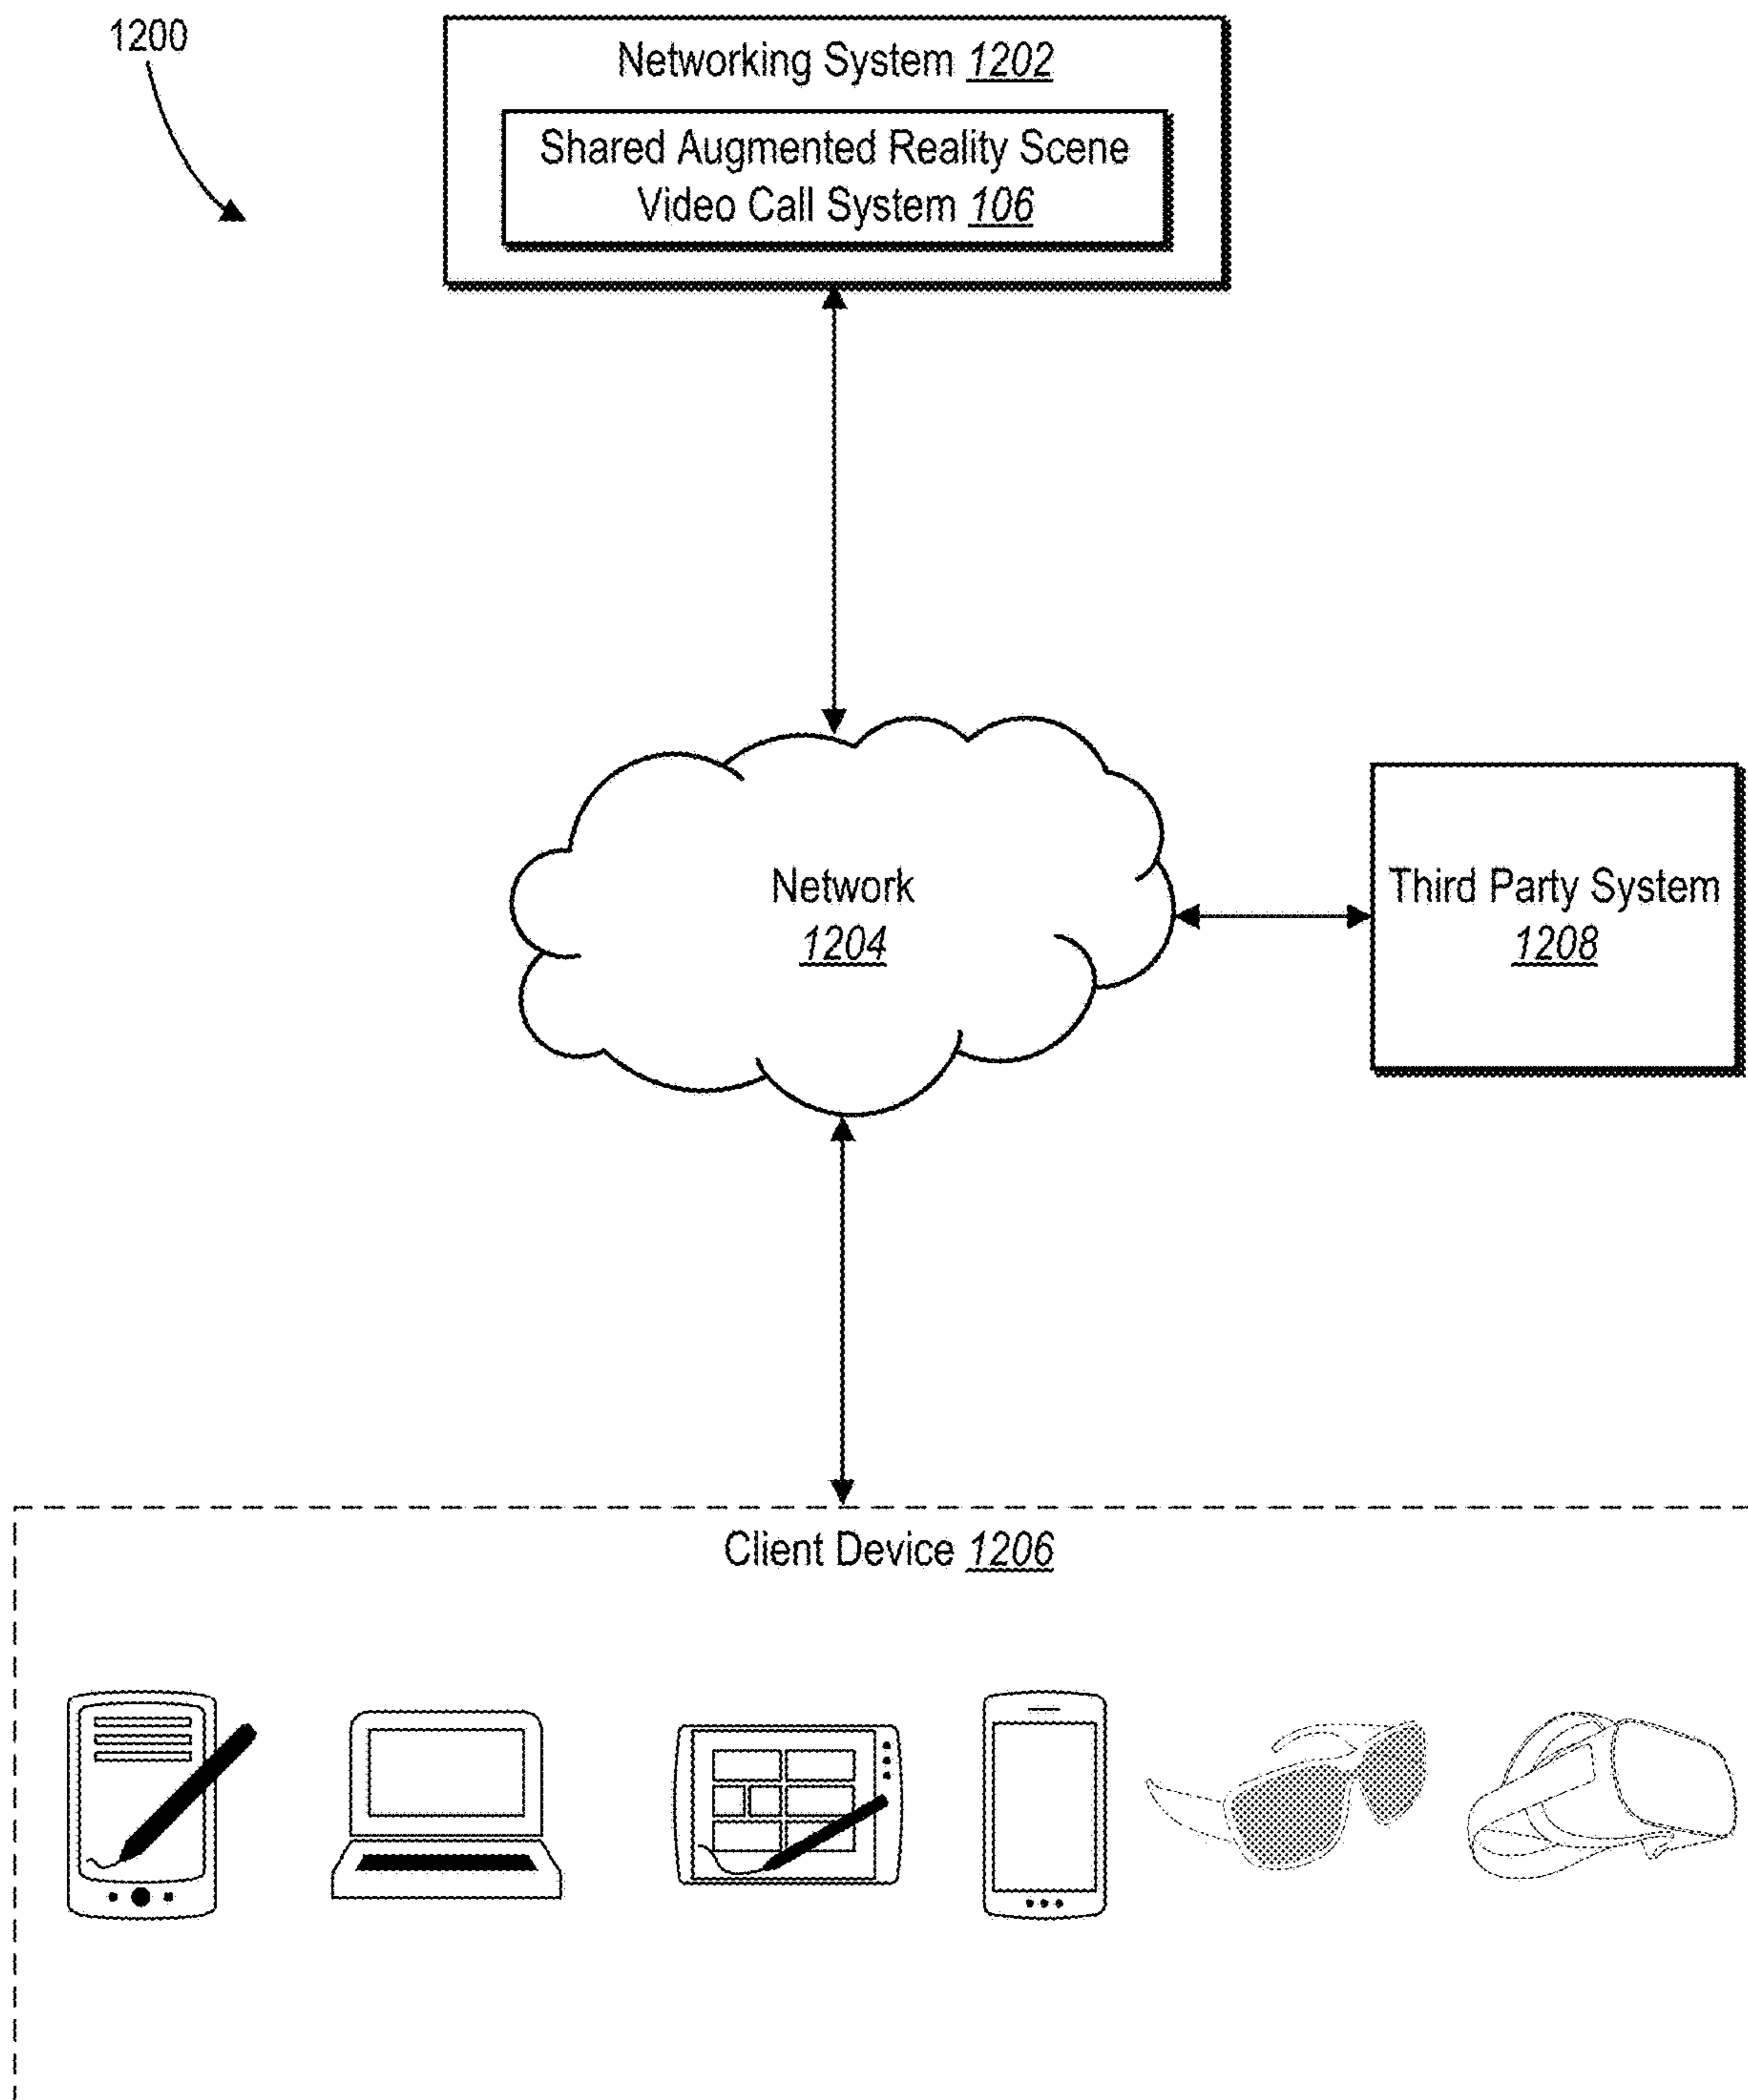 1200
Networking System 1202
Shared Augmented Reality Scene
Video Call System 106
Network
1204
Third Party System
1208
Client Device 1206